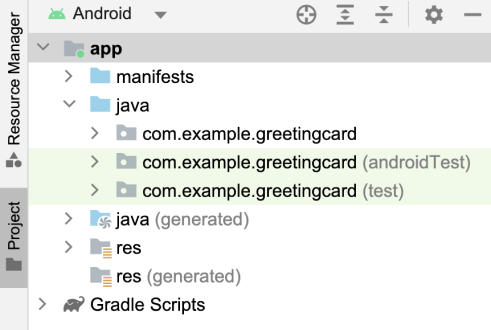 Android
Resource Manager
Project
app
manifests
java
com.example.greetingcard
com.example.greetingcard (androidTest)
com.example.greetingcard (test)
java (generated)
res
res (generated)
Gradle Scripts